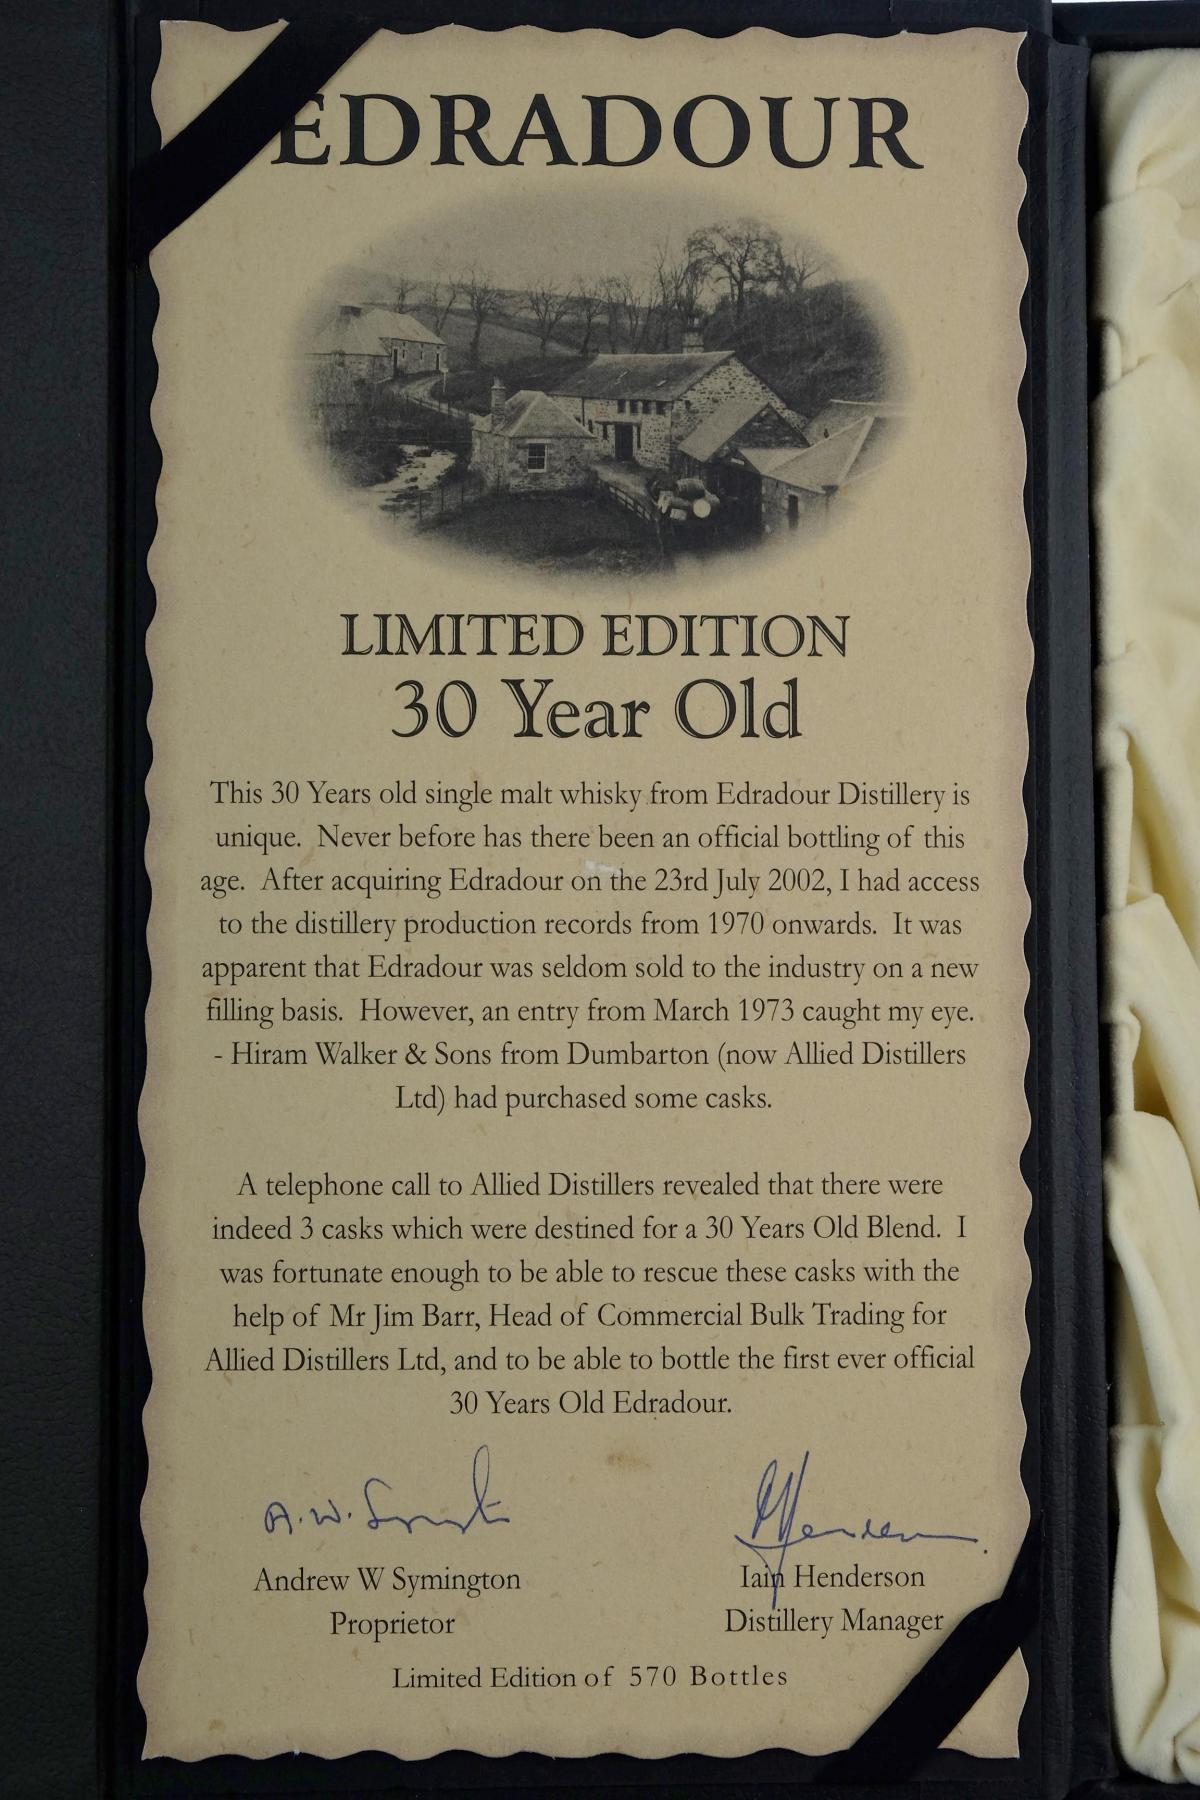 EDRADOUR
LIMITED EDITION
30 Year Old
This 30 Years old single malt whisky from Edradour Distillery is
unique. Never before has there been an official bottling of this
age. After acquiring Edradour on the 23rd July 2002, I had access
to the distillery production records from 1970 onwards. It was
apparent that Edradour was seldom sold to the industry on a new
filling basis. However, an entry from March 1973 caught my eye.
- Hiram Walker & Sons from Dumbarton (now Allied Distillers
Ltd) had purchased some casks.
A telephone call to Allied Distillers revealed that there were
indeed 3 casks which were destined for a 30 Years Old Blend. I
was fortunate enough to be able to rescue these casks with the
help of Mr Jim Barr, Head of Commercial Bulk Trading for
Allied Distillers Ltd, and to be able to bottle the first ever official
30 Years Old Edradour.
A. W. Symington
Henderson
Andrew W Symington
Iain Henderson
Proprietor
Distillery Manager
Limited Edition of 570 Bottles